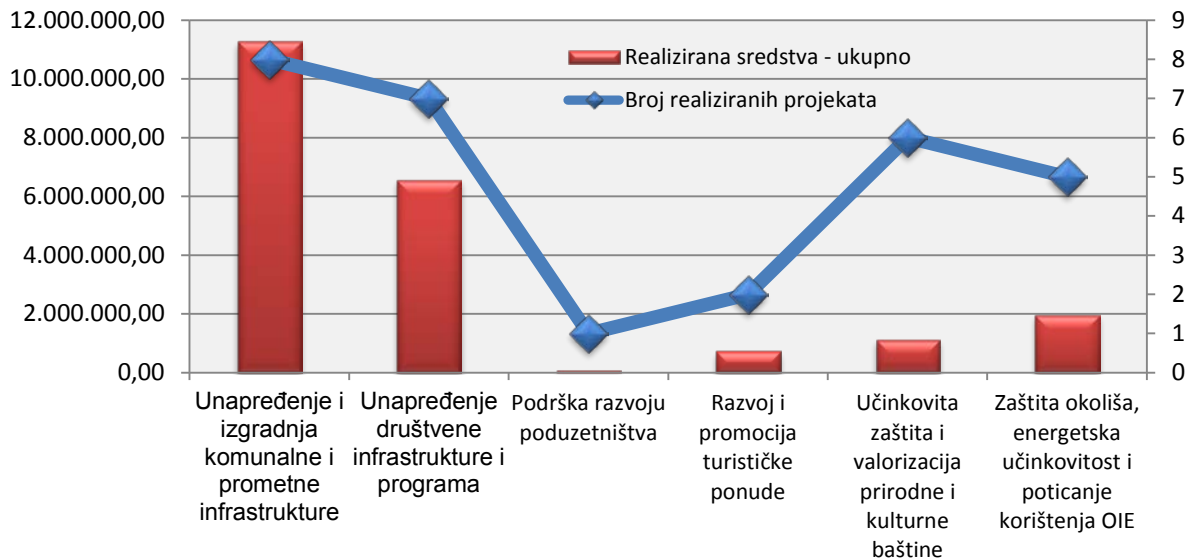 12.000.000,00
10.000.000,00
8.000.000,00
6.000.000,00
4.000.000,00
2.000.000,00
0,00
9
8
7
6
5
4
3
2
1
0
Realizirana sredstva - ukupno
Broj realiziranih projekata
Unapređenje i
izgradnja
komunalne i
prometne
infrastrukture
Unapređenje
društvene
infrastrukture i
programa
Podrška razvoju
poduzetništva
Razvoj i
promocija
turističke
ponude
Učinkovita
zaštita i
valorizacija
prirodne i
kulturne
baštine
Zaštita okoliša,
energetska
učinkovitost i
poticanje
korištenja OIE